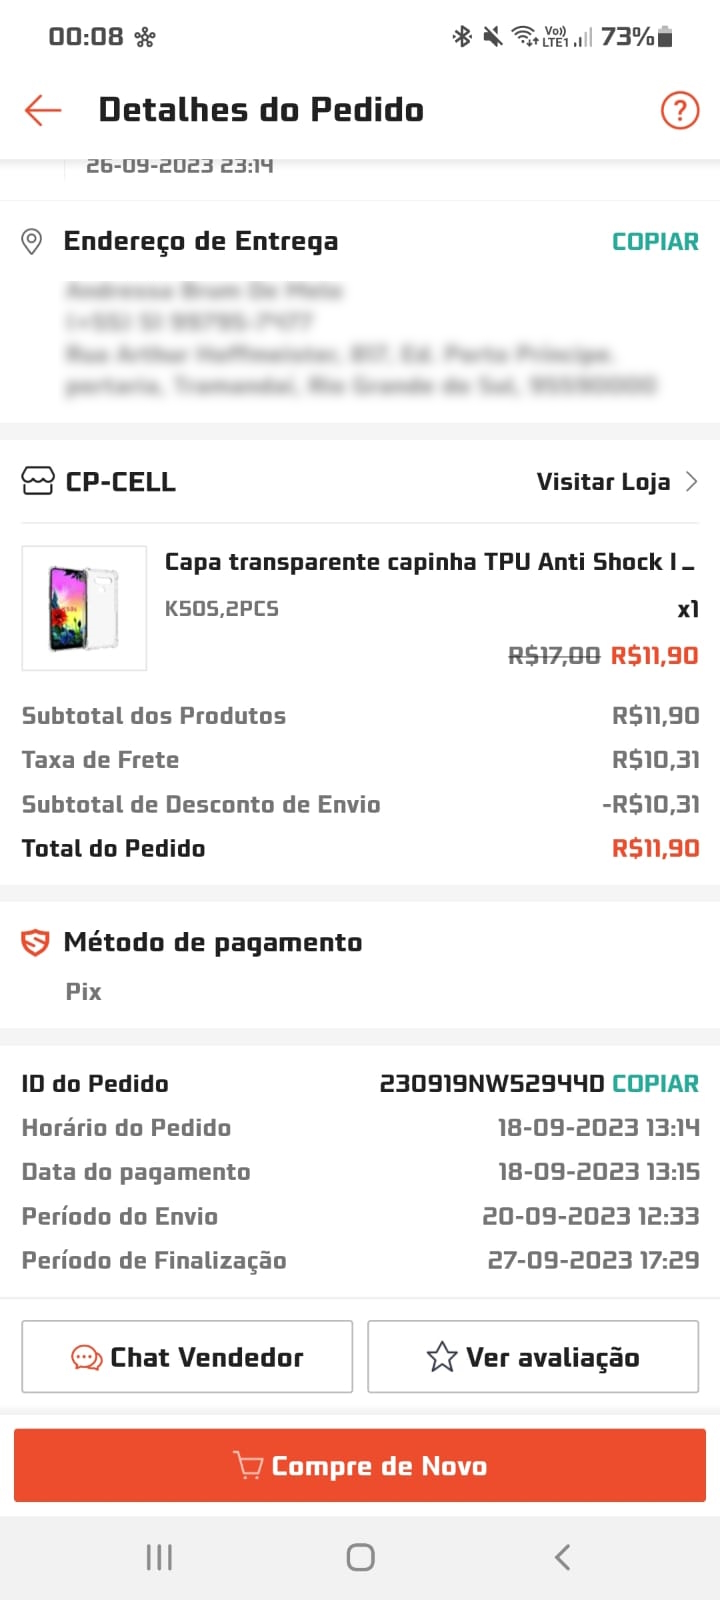 00:08 Vo)) LTE1 73%
Detalhes do Pedido ?
26-09-2023 23:14
Endereço de Entrega COPIAR
CP-CELL Visitar Loja
Capa transparente capinha TPU Anti Shock I...
K50S,2PCS x1
R$17,00 R$11,90
Subtotal dos Produtos R$11,90
Taxa de Frete R$10,31
Subtotal de Desconto de Envio -R$10,31
Total do Pedido R$11,90
Método de pagamento
Pix
ID do Pedido 230919NW52944D COPIAR
Horário do Pedido 18-09-2023 13:14
Data do pagamento 18-09-2023 13:15
Período do Envio 20-09-2023 12:33
Período de Finalização 27-09-2023 17:29
Chat Vendedor Ver avaliação
Compre de Novo